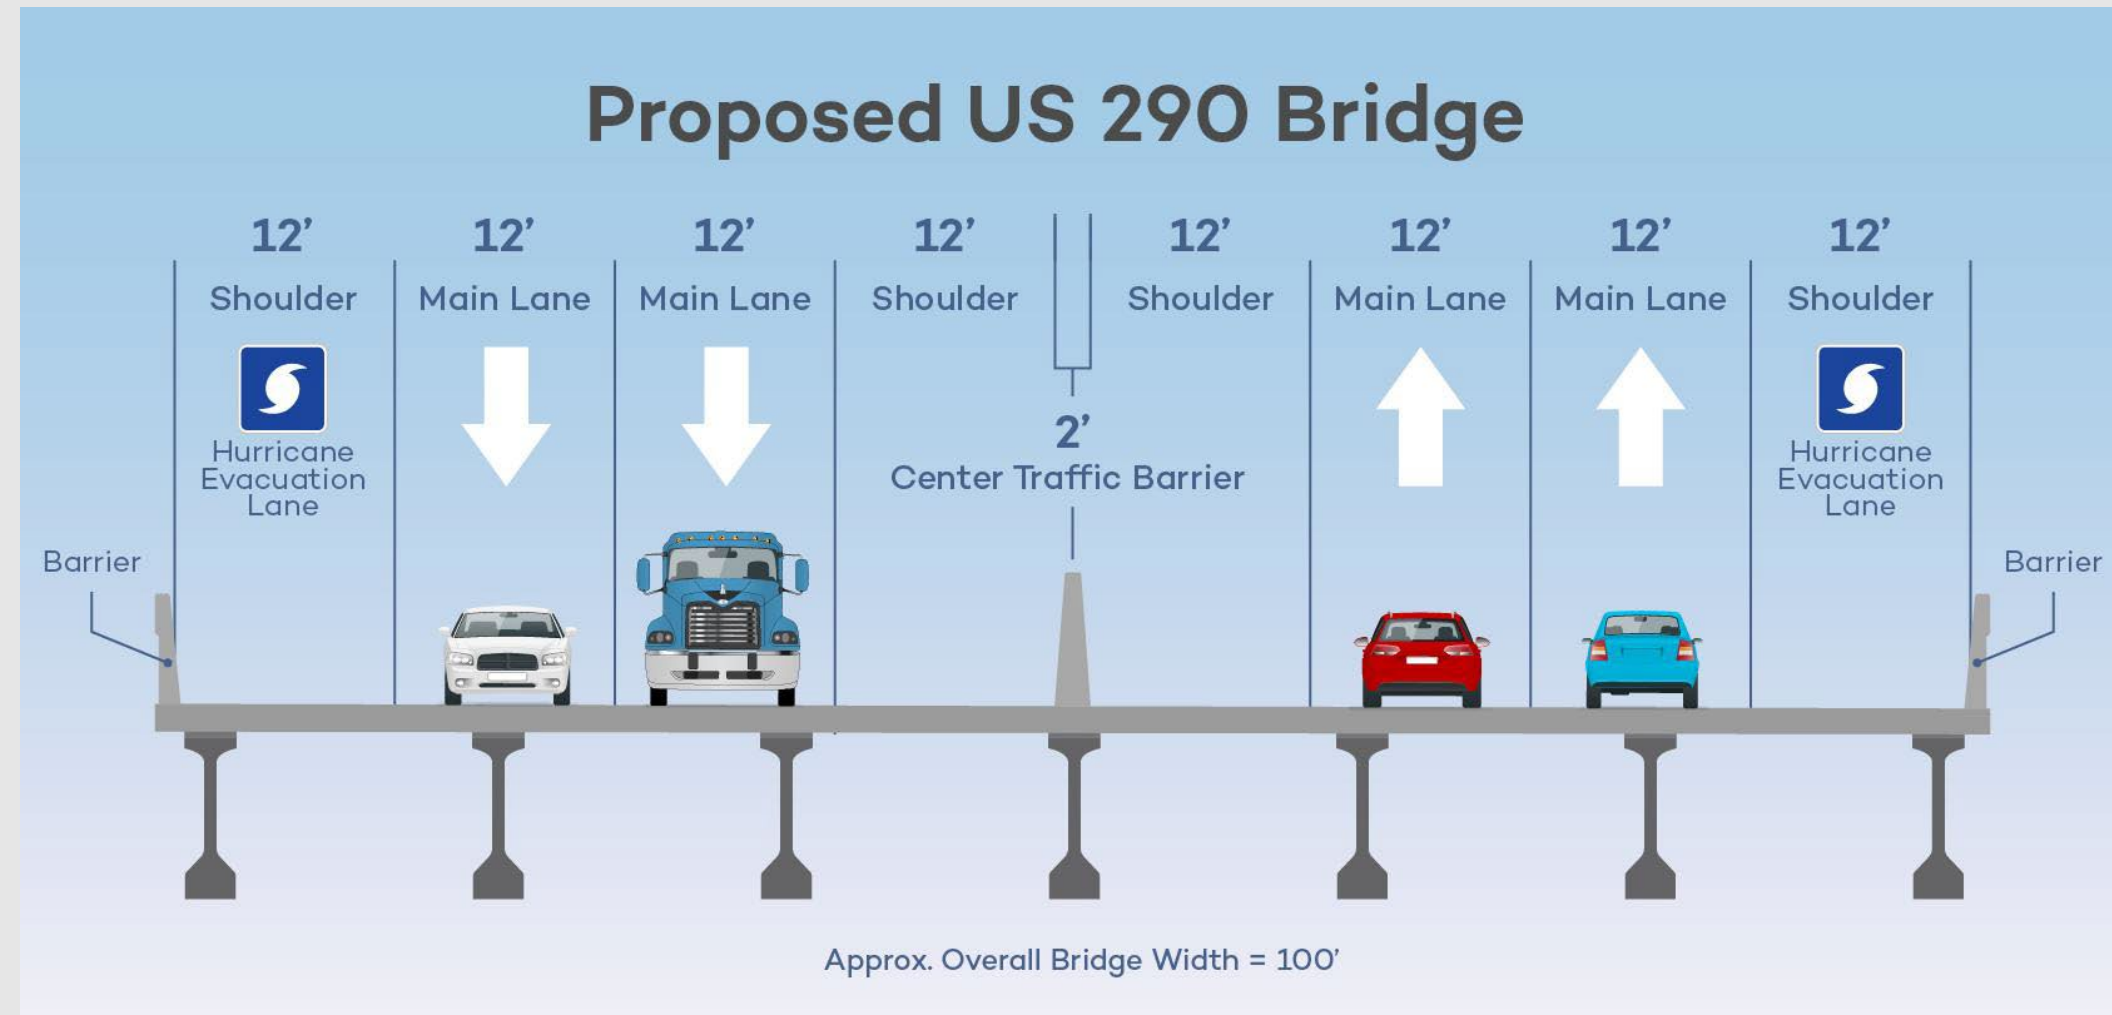 Proposed US 290 Bridge
12’ 12’ 12’ 12’ 12’ 12’ 12’ 12’
Shoulder Main Lane Main Lane Shoulder Shoulder Main Lane Main Lane Shoulder
2’
Center Traffic Barrier
Hurricane
Evacuation
Lane
Hurricane
Evacuation
Lane
Barrier
Barrier
Approx. Overall Bridge Width = 100’